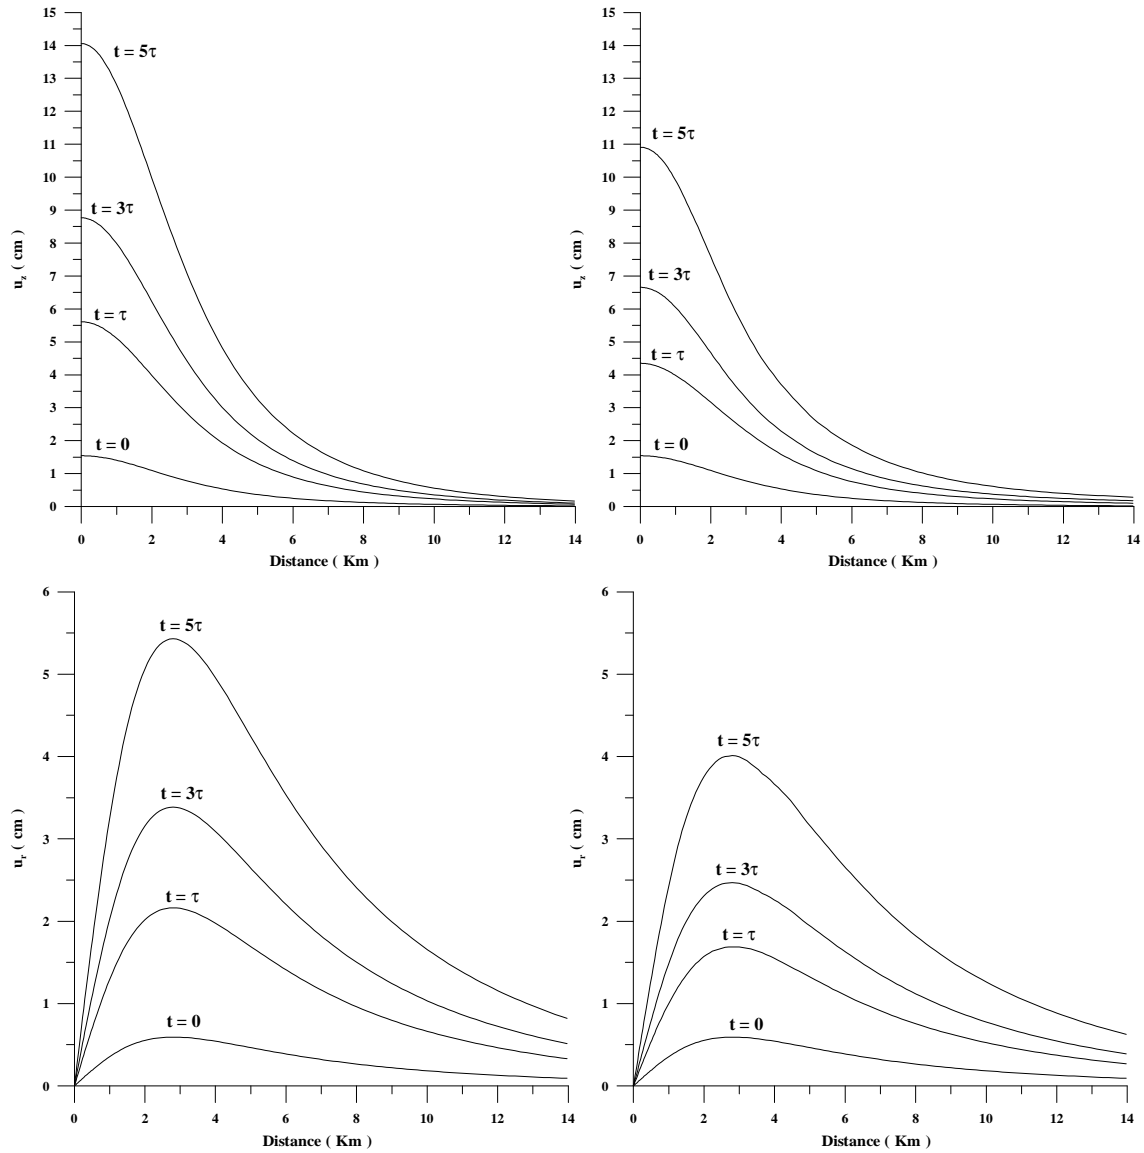 15
14
13
12
11
10
9
8
7
6
5
4
3
2
1
0
u_z ( cm )
t = 5τ
t = 3τ
t = τ
t = 0
0 2 4 6 8 10 12 14
Distance ( Km )
15
14
13
12
11
10
9
8
7
6
5
4
3
2
1
0
u_z ( cm )
t = 5τ
t = 3τ
t = τ
t = 0
0 2 4 6 8 10 12 14
Distance ( Km )
6
5
4
3
2
1
0
u_r ( cm )
t = 5τ
t = 3τ
t = τ
t = 0
0 2 4 6 8 10 12 14
Distance ( Km )
6
5
4
3
2
1
0
u_r ( cm )
t = 5τ
t = 3τ
t = τ
t = 0
0 2 4 6 8 10 12 14
Distance ( Km )